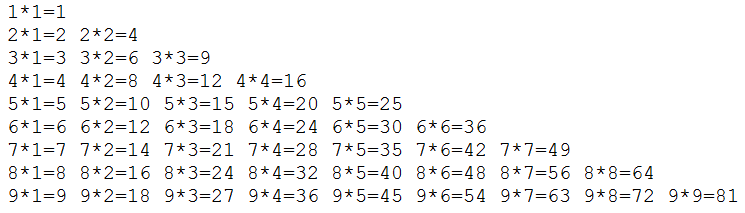 1*1=1
2*1=2 2*2=4
3*1=3 3*2=6 3*3=9
4*1=4 4*2=8 4*3=12 4*4=16
5*1=5 5*2=10 5*3=15 5*4=20 5*5=25
6*1=6 6*2=12 6*3=18 6*4=24 6*5=30 6*6=36
7*1=7 7*2=14 7*3=21 7*4=28 7*5=35 7*6=42 7*7=49
8*1=8 8*2=16 8*3=24 8*4=32 8*5=40 8*6=48 8*7=56 8*8=64
9*1=9 9*2=18 9*3=27 9*4=36 9*5=45 9*6=54 9*7=63 9*8=72 9*9=81